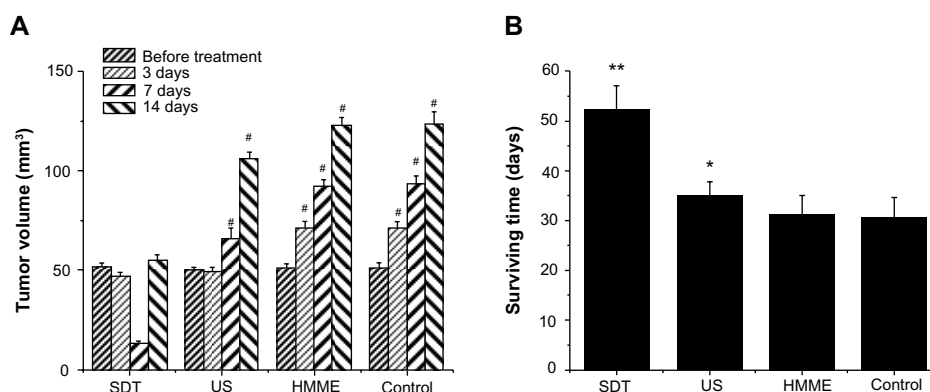 A
Before treatment
3 days
7 days
14 days
Tumor volume (mm³)
150
100
50
0
#
#
#
#
#
#
#
#
SDT
US
HMME
Control
B
Surviving time (days)
60
50
40
30
20
10
0
**
*
SDT
US
HMME
Control